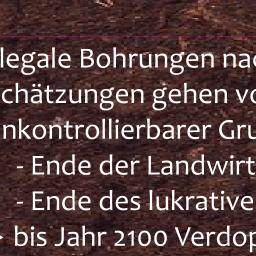 legale Bohrungen nac
chätzungen gehen vo
nkontrollierbarer Gru
- Ende der Landwirt
- Ende des lukrative
bis Jahr 2100 Verdop